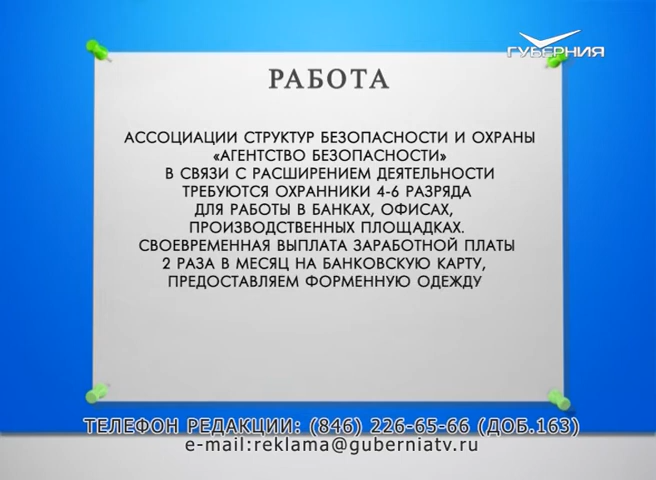 ГУБЕРНИЯ
РАБОТА
АССОЦИАЦИИ СТРУКТУР БЕЗОПАСНОСТИ И ОХРАНЫ
«АГЕНТСТВО БЕЗОПАСНОСТИ»
В СВЯЗИ С РАСШИРЕНИЕМ ДЕЯТЕЛЬНОСТИ
ТРЕБУЮТСЯ ОХРАННИКИ 4-6 РАЗРЯДА
ДЛЯ РАБОТЫ В БАНКАХ, ОФИСАХ,
ПРОИЗВОДСТВЕННЫХ ПЛОЩАДКАХ.
СВОЕВРЕМЕННАЯ ВЫПЛАТА ЗАРАБОТНОЙ ПЛАТЫ
2 РАЗА В МЕСЯЦ НА БАНКОВСКУЮ КАРТУ,
ПРЕДОСТАВЛЯЕМ ФОРМЕННУЮ ОДЕЖДУ
ТЕЛЕФОН РЕДАКЦИИ: (846) 226-65-66 (ДОБ.163)
e-mail:reklama@guberniatv.ru